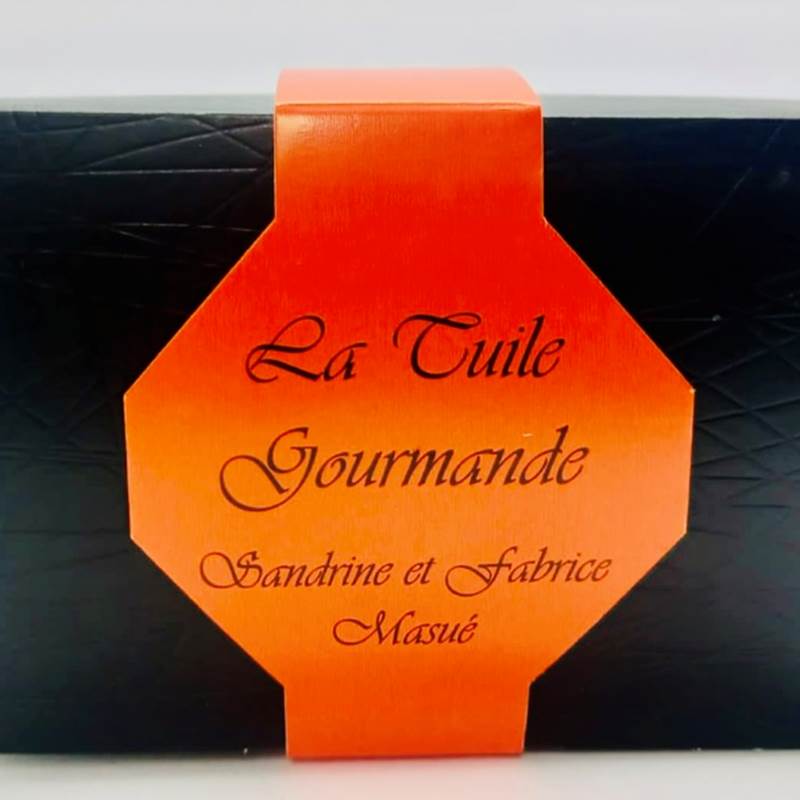 La Tuile
Gourmande
Sandrine et Fabrice
Masué